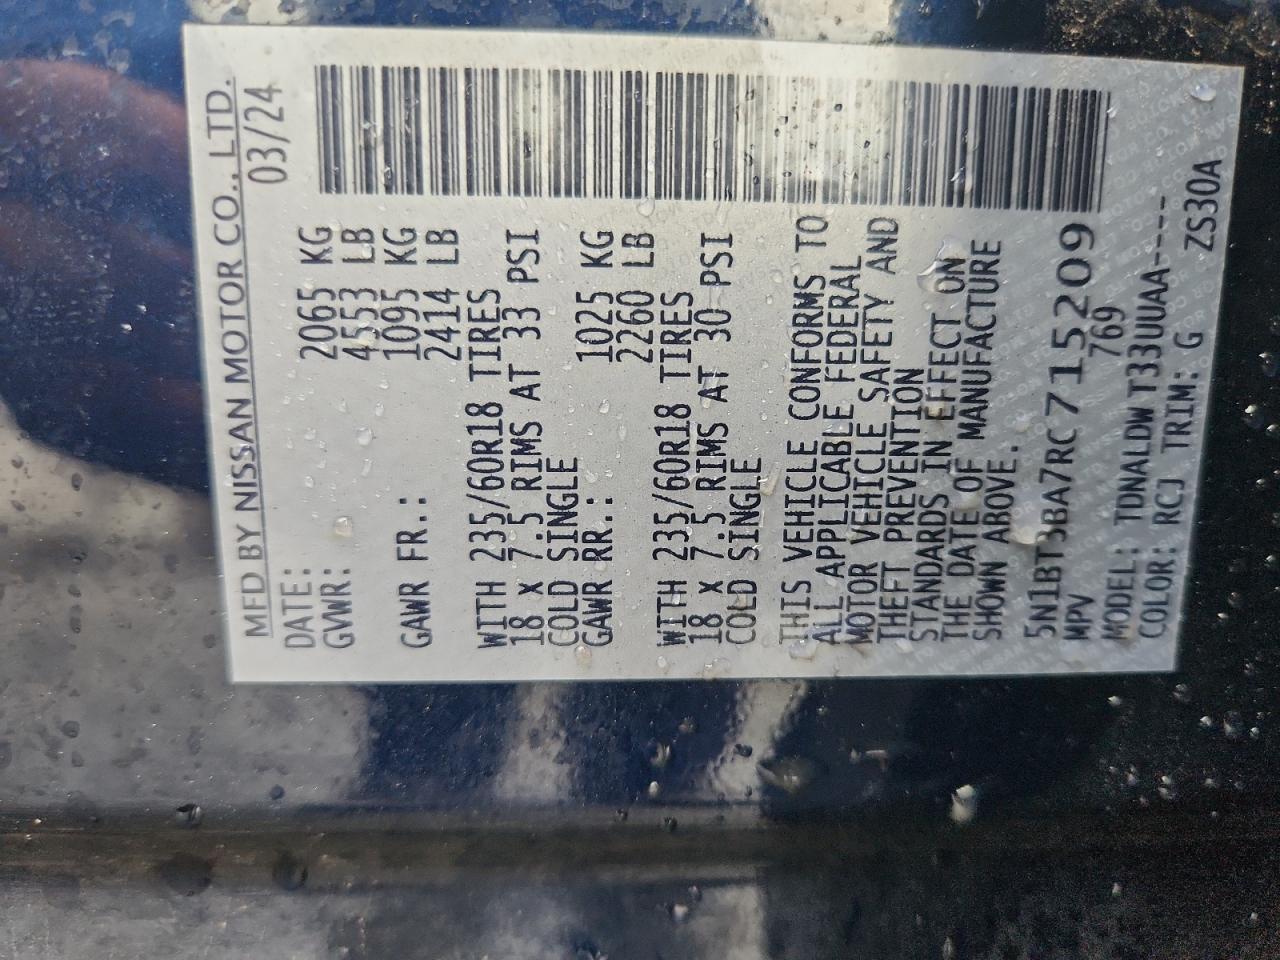 MFD BY NISSAN MOTOR CO., LTD.
DATE: 03/24
GVWR: 2065 KG
4553 LB
GAWR FR.: 1095 KG
2414 LB
WITH 235/60R18 TIRES
18 x 7.5 RIMS AT 33 PSI
COLD SINGLE
GAWR RR.: 1025 KG
2260 LB
WITH 235/60R18 TIRES
18 x 7.5 RIMS AT 30 PSI
COLD SINGLE
THIS VEHICLE CONFORMS TO
ALL APPLICABLE FEDERAL
MOTOR VEHICLE SAFETY AND
THEFT PREVENTION
STANDARDS IN EFFECT ON
THE DATE OF MANUFACTURE
SHOWN ABOVE.
5N1BT3BA7RC715209
MPV 769
MODEL: TDNALDW T33UUAA----
COLOR: RCJ TRIM: G ZS30A